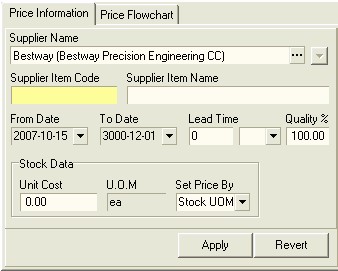 Price Information Price Flowchart
Supplier Name
Bestway (Bestway Precision Engineering CC) ...
Supplier Item Code Supplier Item Name
From Date To Date Lead Time Quality %
2007-10-15 3000-12-01 0 100.00
Stock Data
Unit Cost U.O.M Set Price By
0.00 ea Stock UOM
Apply Revert